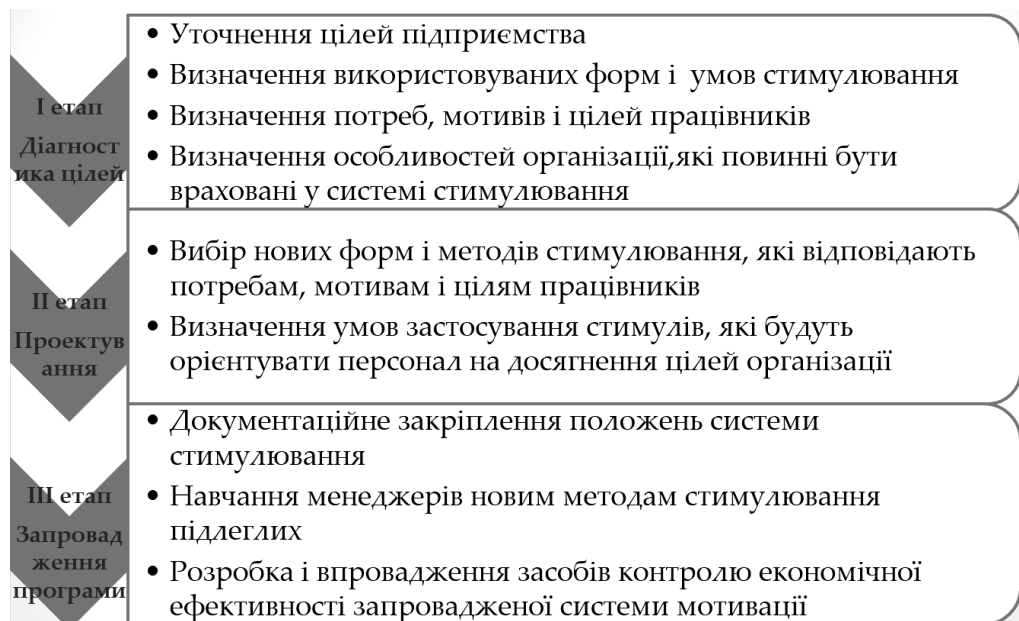 І етап
Діагност
ика цілей
• Уточнення цілей підприємства
• Визначення використовуваних форм і умов стимулювання
• Визначення потреб, мотивів і цілей працівників
• Визначення особливостей організації,які повинні бути
враховані у системі стимулювання
ІІ етап
Проектув
ання
• Вибір нових форм і методів стимулювання, які відповідають
потребам, мотивам і цілям працівників
• Визначення умов застосування стимулів, які будуть
орієнтувати персонал на досягнення цілей організації
ІІІ етап
Запровад
ження
програми
• Документаційне закріплення положень системи
стимулювання
• Навчання менеджерів новим методам стимулювання
підлеглих
• Розробка і впровадження засобів контролю економічної
ефективності запровадженої системи мотивації